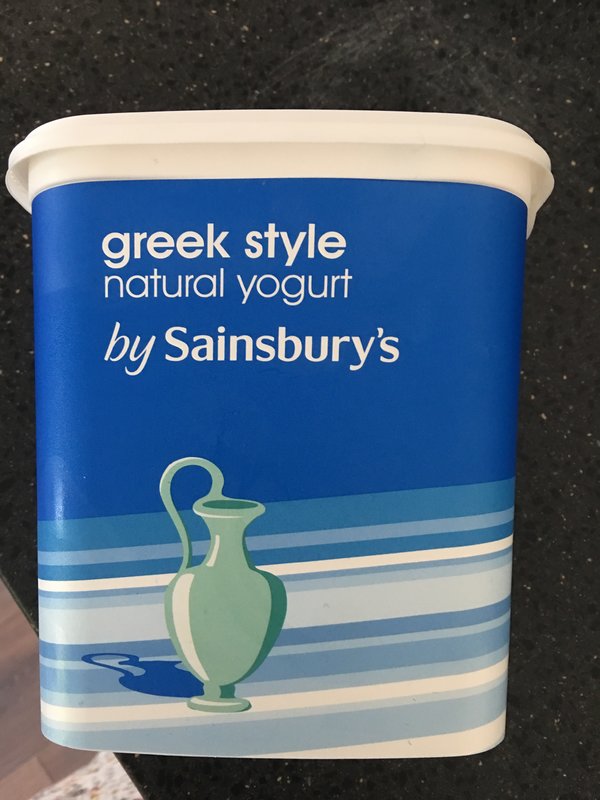 greek style
natural yogurt
by Sainsbury's